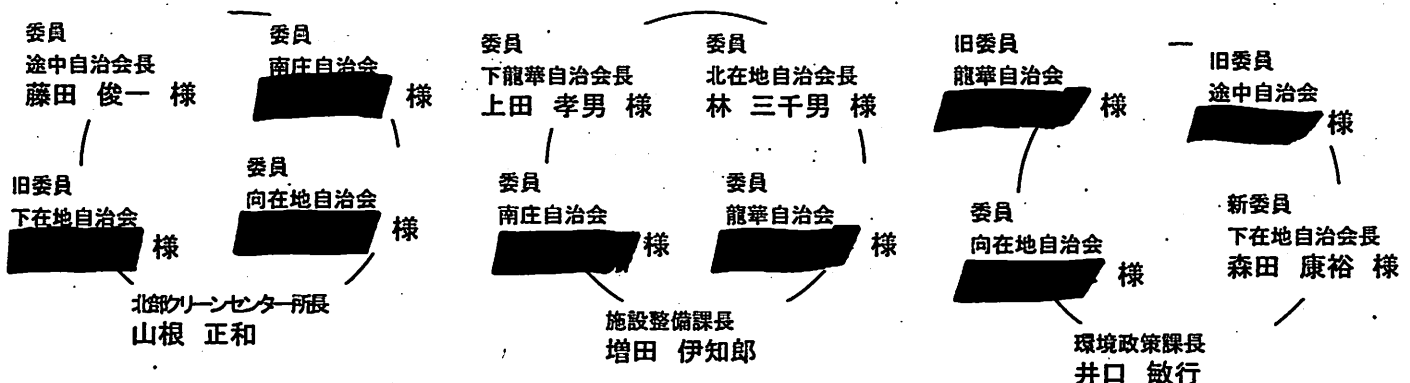 委員
途中自治会長
藤田 俊一 様
委員
南庄自治会
様
旧委員
下在地自治会
様
委員
向在地自治会
様
北部クリーンセンター所長
山根 正和
委員
下龍華自治会長
上田 孝男 様
委員
北在地自治会長
林 三千男 様
委員
南庄自治会
様
委員
龍華自治会
様
施設整備課長
増田 伊知郎
旧委員
龍華自治会
様
旧委員
途中自治会
様
委員
向在地自治会
様
新委員
下在地自治会長
森田 康裕 様
環境政策課長
井口 敏行